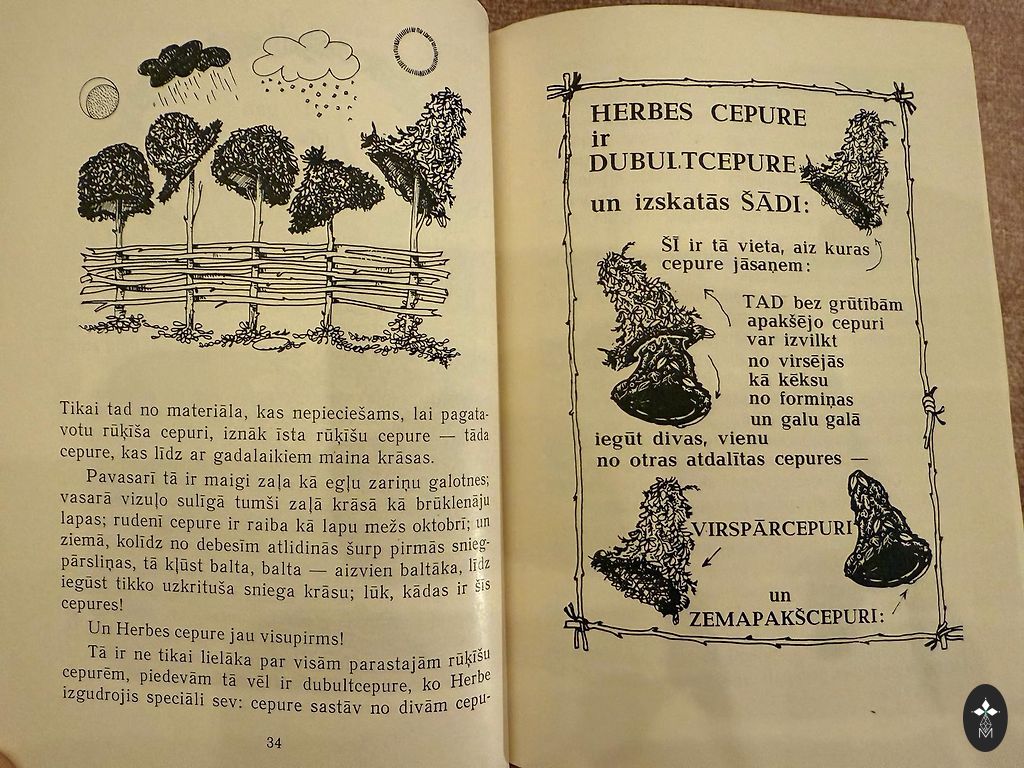 Tikai tad no materiāla, kas nepieciešams, lai pagata-
votu rūķīša cepuri, iznāk īsta rūķīšu cepure — tāda
cepure, kas līdz ar gadalaikiem maina krāsas.
Pavasarī tā ir maigi zaļa kā egļu zariņu galotnes;
vasarā vizuļo sulīgā tumši zaļā krāsā kā brūklenāju
lapas; rudenī cepure ir raiba kā lapu mežs oktobrī; un
ziemā, kolīdz no debesīm atlidinās šurp pirmās snieg-
pārsliņas, tā kļūst balta, balta — aizvien baltāka, līdz
iegūst tikko uzkrituša sniega krāsu; lūk, kādas ir šīs
cepures!
Un Herbes cepure jau visupirms!
Tā ir ne tikai lielāka par visām parastajām rūķīšu
cepurēm, piedevām tā vēl ir dubultcepure, ko Herbe
izgudrojis speciāli sev: cepure sastāv no divām cepu-
34
HERBES CEPURE
ir
DUBULTCEPURE
un izskatās ŠĀDI:
ŠĪ ir tā vieta, aiz kuras
cepure jāsaņem:
TAD bez grūtībām
apakšējo cepuri
var izvilkt
no virsējās
kā kēksu
no formiņas
un galu galā
iegūt divas, vienu
no otras atdalītas cepures —
VIRSPĀRCEPURI
un
ZEMAPAKŠCEPURI:
M